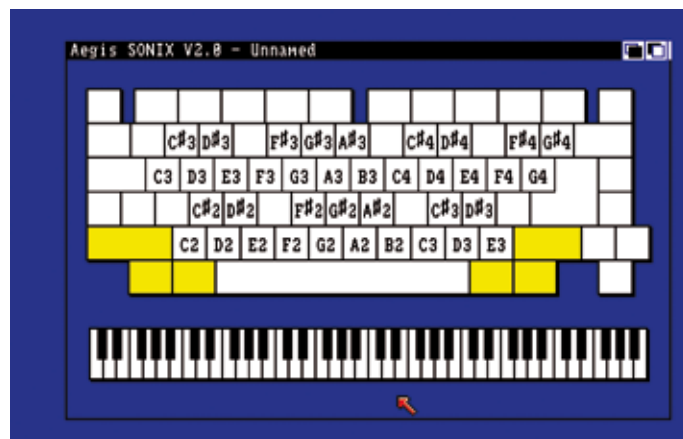 Aegis SONIX V2.0 - Unnamed
C#3 D#3 F#3 G#3 A#3 C#4 D#4 F#4 G#4
C3 D3 E3 F3 G3 A3 B3 C4 D4 E4 F4 G4
C#2 D#2 F#2 G#2 A#2 C#3 D#3
C2 D2 E2 F2 G2 A2 B2 C3 D3 E3